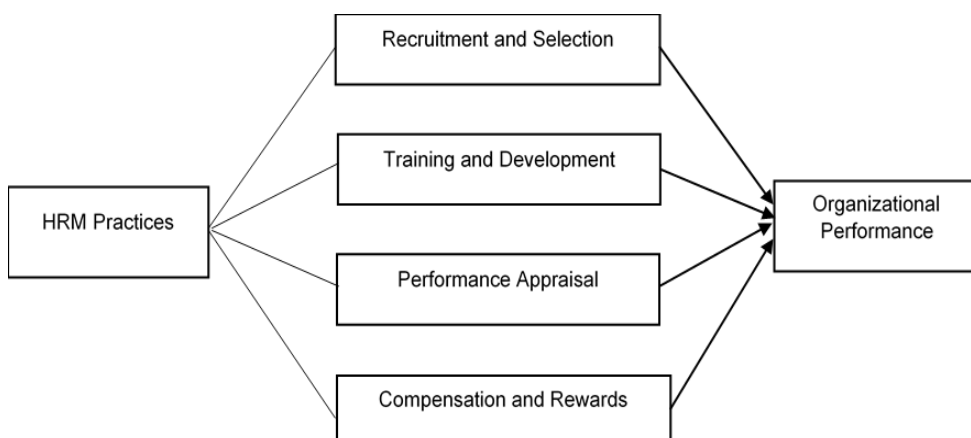 Recruitment and Selection
Training and Development
HRM Practices
Organizational
Performance
Performance Appraisal
Compensation and Rewards